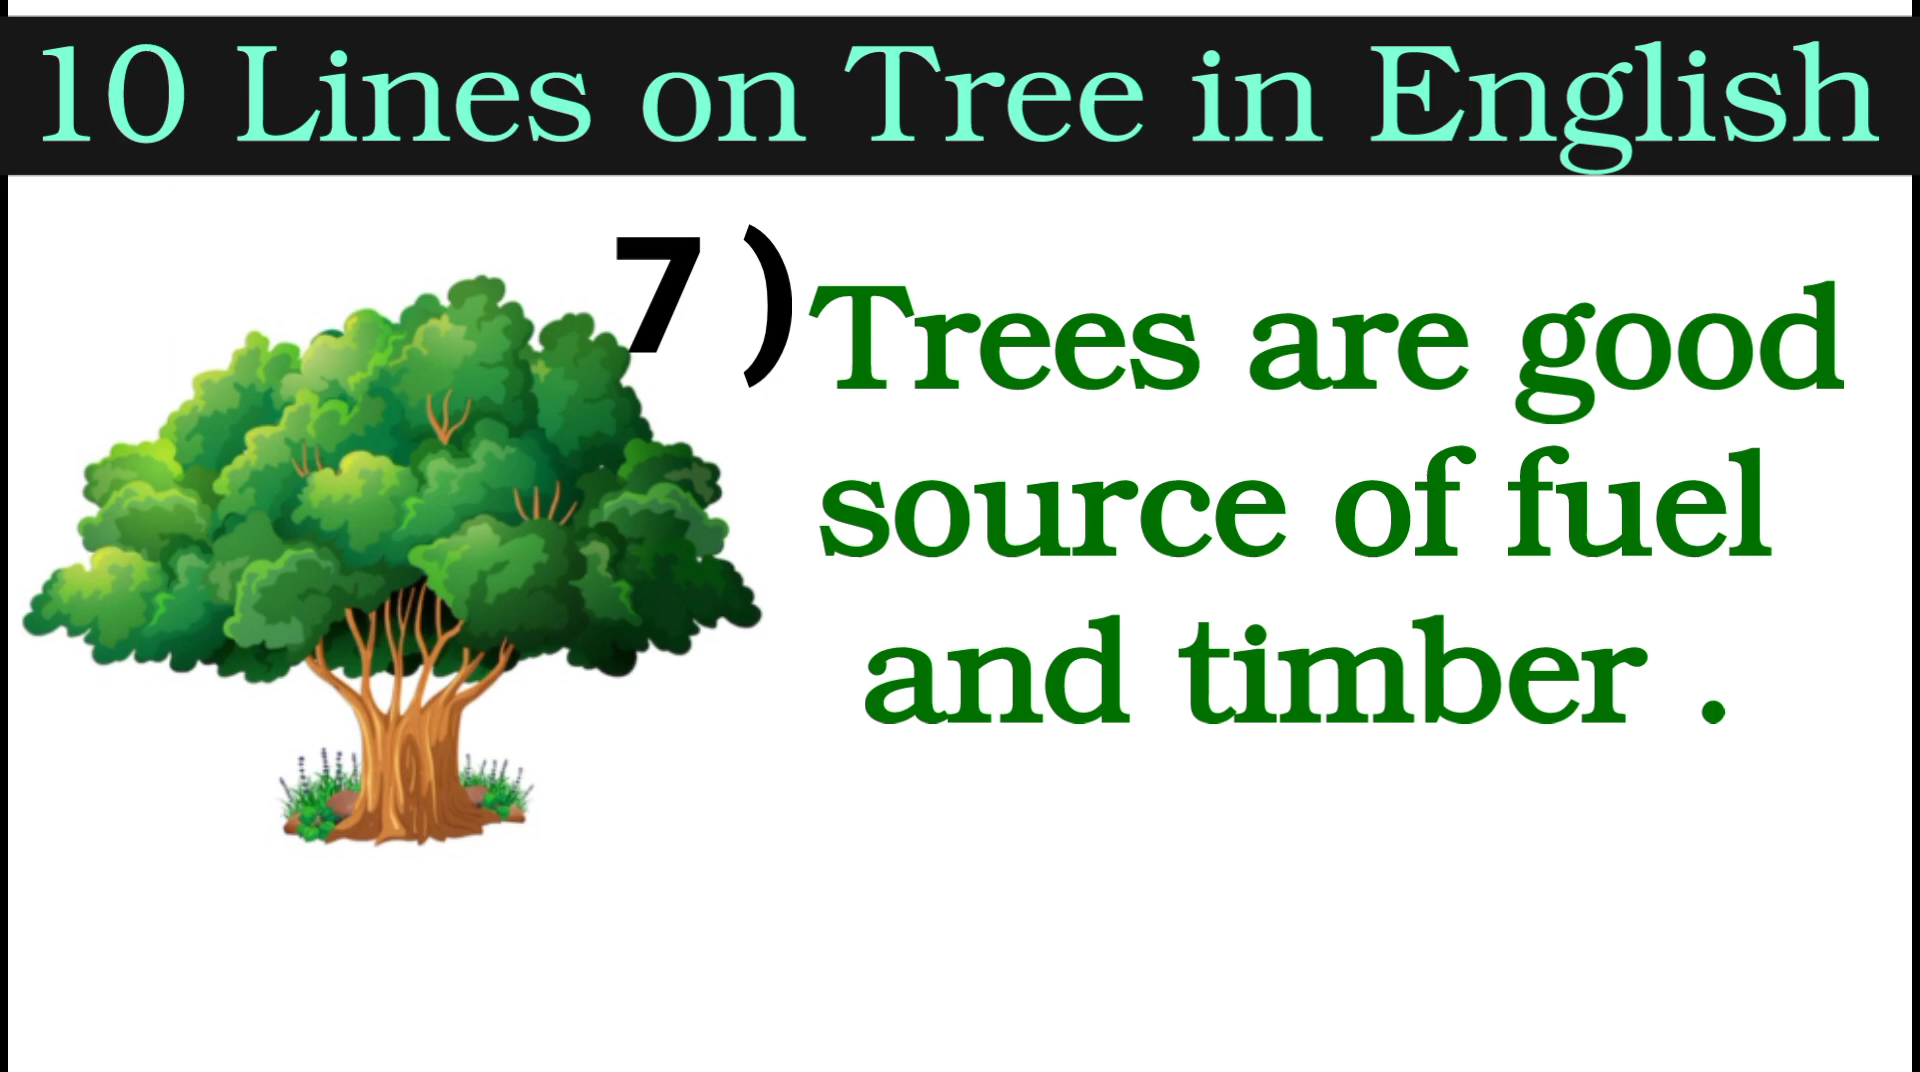 10 Lines on Tree in English
7)
Trees are good
source of fuel
and timber .